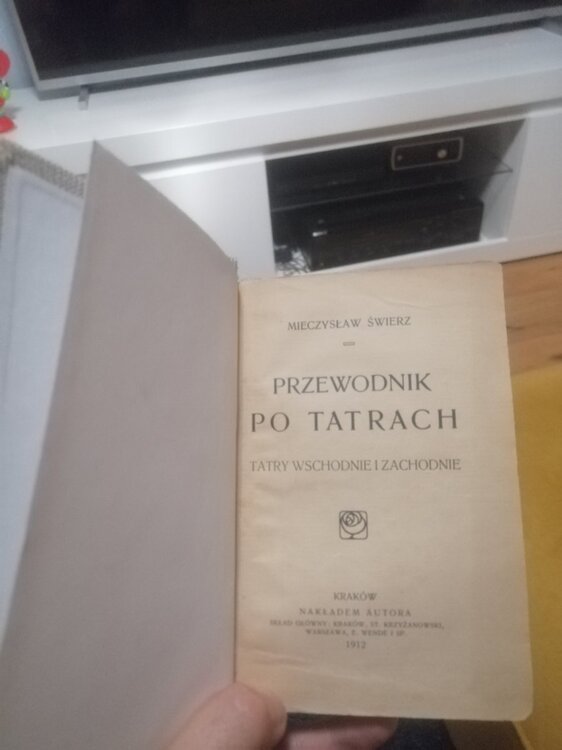 MIECZYSŁAW ŚWIERZ
PRZEWODNIK
PO TATRACH
TATRY WSCHODNIE I ZACHODNIE
KRAKÓW
NAKŁADEM AUTORA
SKŁAD GŁÓWNY: KRAKÓW, ST. KRZYŻANOWSKI,
WARSZAWA, E. WENDE I SP.
1912